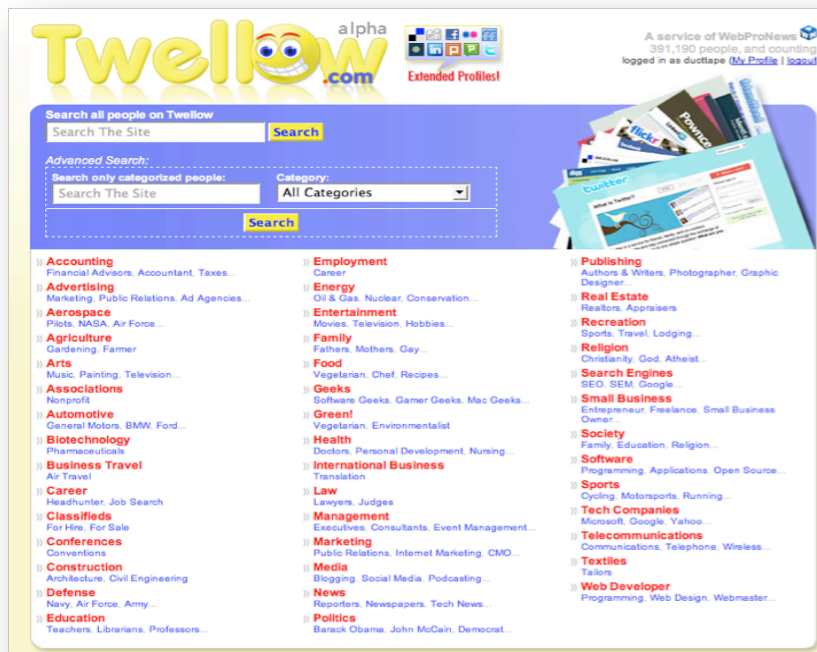 Twellow
.com
alpha
Extended Profiles!
A service of WebProNews
391,190 people, and counting
logged in as ducttape (My Profile | logout
Search all people on Twellow
Search The Site
Search
Advanced Search:
Search only categorized people:
Category:
Search The Site
All Categories
Search
flickr
Pownce
twitter
What is Twitter?
Accounting
Financial Advisors, Accountant, Taxes...
Advertising
Marketing, Public Relations, Ad Agencies...
Aerospace
Pilots, NASA, Air Force...
Agriculture
Gardening, Farmer
Arts
Music, Painting, Television...
Associations
Nonprofit
Automotive
General Motors, BMW, Ford...
Biotechnology
Pharmaceuticals
Business Travel
Air Travel
Career
Headhunter, Job Search
Classifieds
For Hire, For Sale
Conferences
Conventions
Construction
Architecture, Civil Engineering
Defense
Navy, Air Force, Army...
Education
Teachers, Librarians, Professors...
Employment
Career
Energy
Oil & Gas, Nuclear, Conservation...
Entertainment
Movies, Television, Hobbies...
Family
Fathers, Mothers, Gay...
Food
Vegetarian, Chef, Recipes...
Geeks
Software Geeks, Gamer Geeks, Mac Geeks...
Green!
Vegetarian, Environmentalist
Health
Doctors, Personal Development, Nursing...
International Business
Translation
Law
Lawyers, Judges
Management
Executives, Consultants, Event Management...
Marketing
Public Relations, Internet Marketing, CMO...
Media
Blogging, Social Media, Podcasting...
News
Reporters, Newspapers, Tech News...
Politics
Barack Obama, John McCain, Democrat...
Publishing
Authors & Writers, Photographer, Graphic
Designer...
Real Estate
Realtors, Appraisers
Recreation
Sports, Travel, Lodging...
Religion
Christianity, God, Atheist...
Search Engines
SEO, SEM, Google...
Small Business
Entrepreneur, Freelance, Small Business
Owner...
Society
Family, Education, Religion...
Software
Programming, Applications, Open Source...
Sports
Cycling, Motorsports, Running...
Tech Companies
Microsoft, Google, Yahoo...
Telecommunications
Communications, Telephone, Wireless...
Textiles
Tailors
Web Developer
Programming, Web Design, Webmaster...